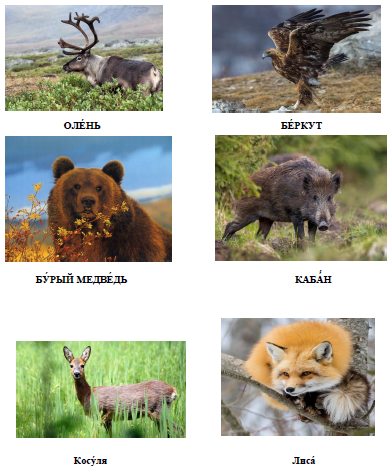 ОЛЕ́НЬ
БЕ́РКУТ
БУ́РЫЙ МЕДВЕ́ДЬ
КАБА́Н
Косу́ля
Лиса́